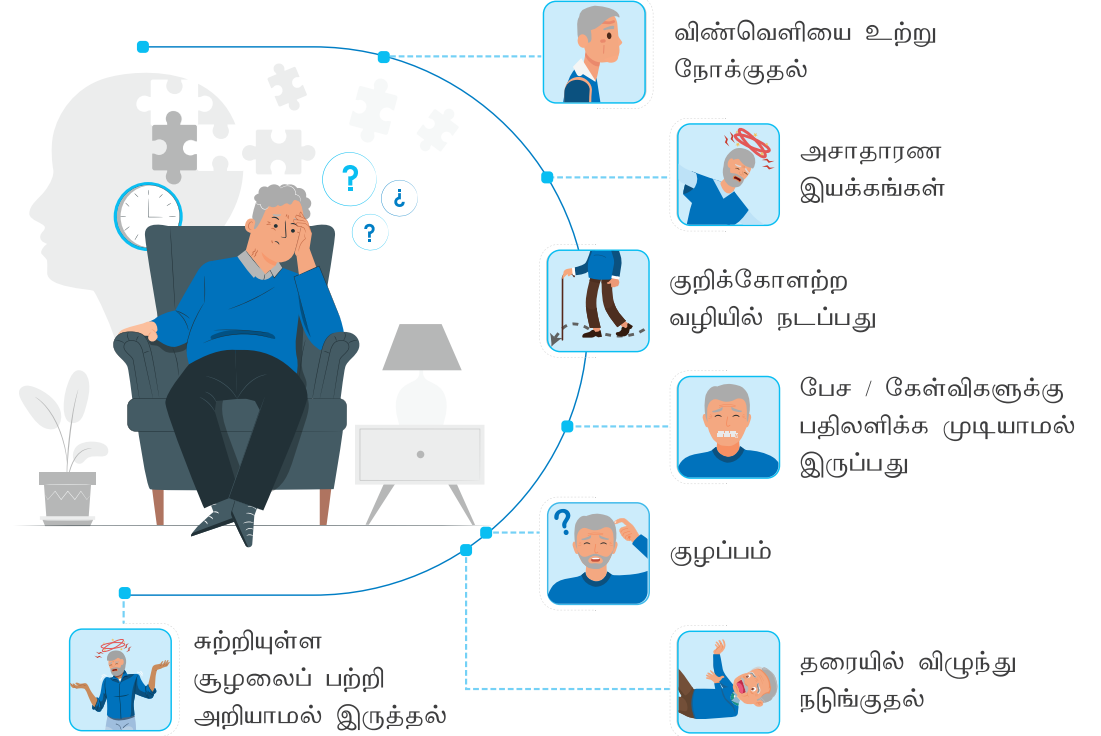 விண்வெளியை உற்று
நோக்குதல்
அசாதாரண
இயக்கங்கள்
குறிக்கோளற்ற
வழியில் நடப்பது
பேச / கேள்விகளுக்கு
பதிலளிக்க முடியாமல்
இருப்பது
குழப்பம்
தரையில் விழுந்து
நடுங்குதல்
சுற்றியுள்ள
சூழலைப் பற்றி
அறியாமல் இருத்தல்